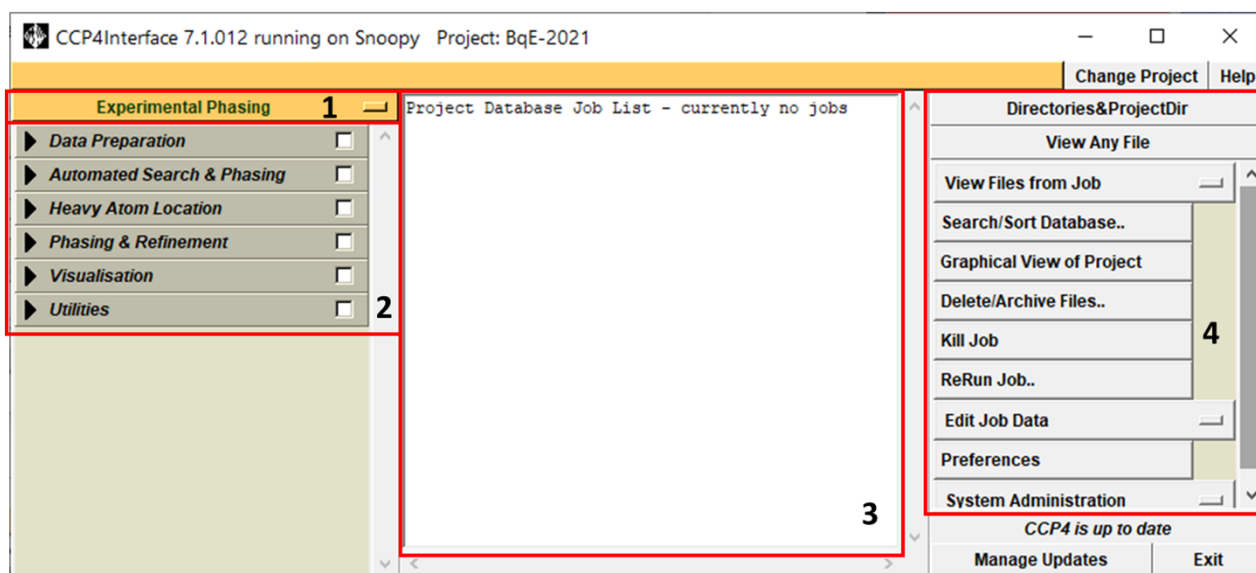 CCP4Interface 7.1.012 running on Snoopy Project: BqE-2021
Change Project Help
Experimental Phasing 1
Data Preparation
Automated Search & Phasing
Heavy Atom Location
Phasing & Refinement
Visualisation
Utilities
2
Project Database Job List - currently no jobs
3
Directories&ProjectDir
View Any File
View Files from Job
Search/Sort Database..
Graphical View of Project
Delete/Archive Files..
Kill Job
4
ReRun Job..
Edit Job Data
Preferences
System Administration
CCP4 is up to date
Manage Updates Exit